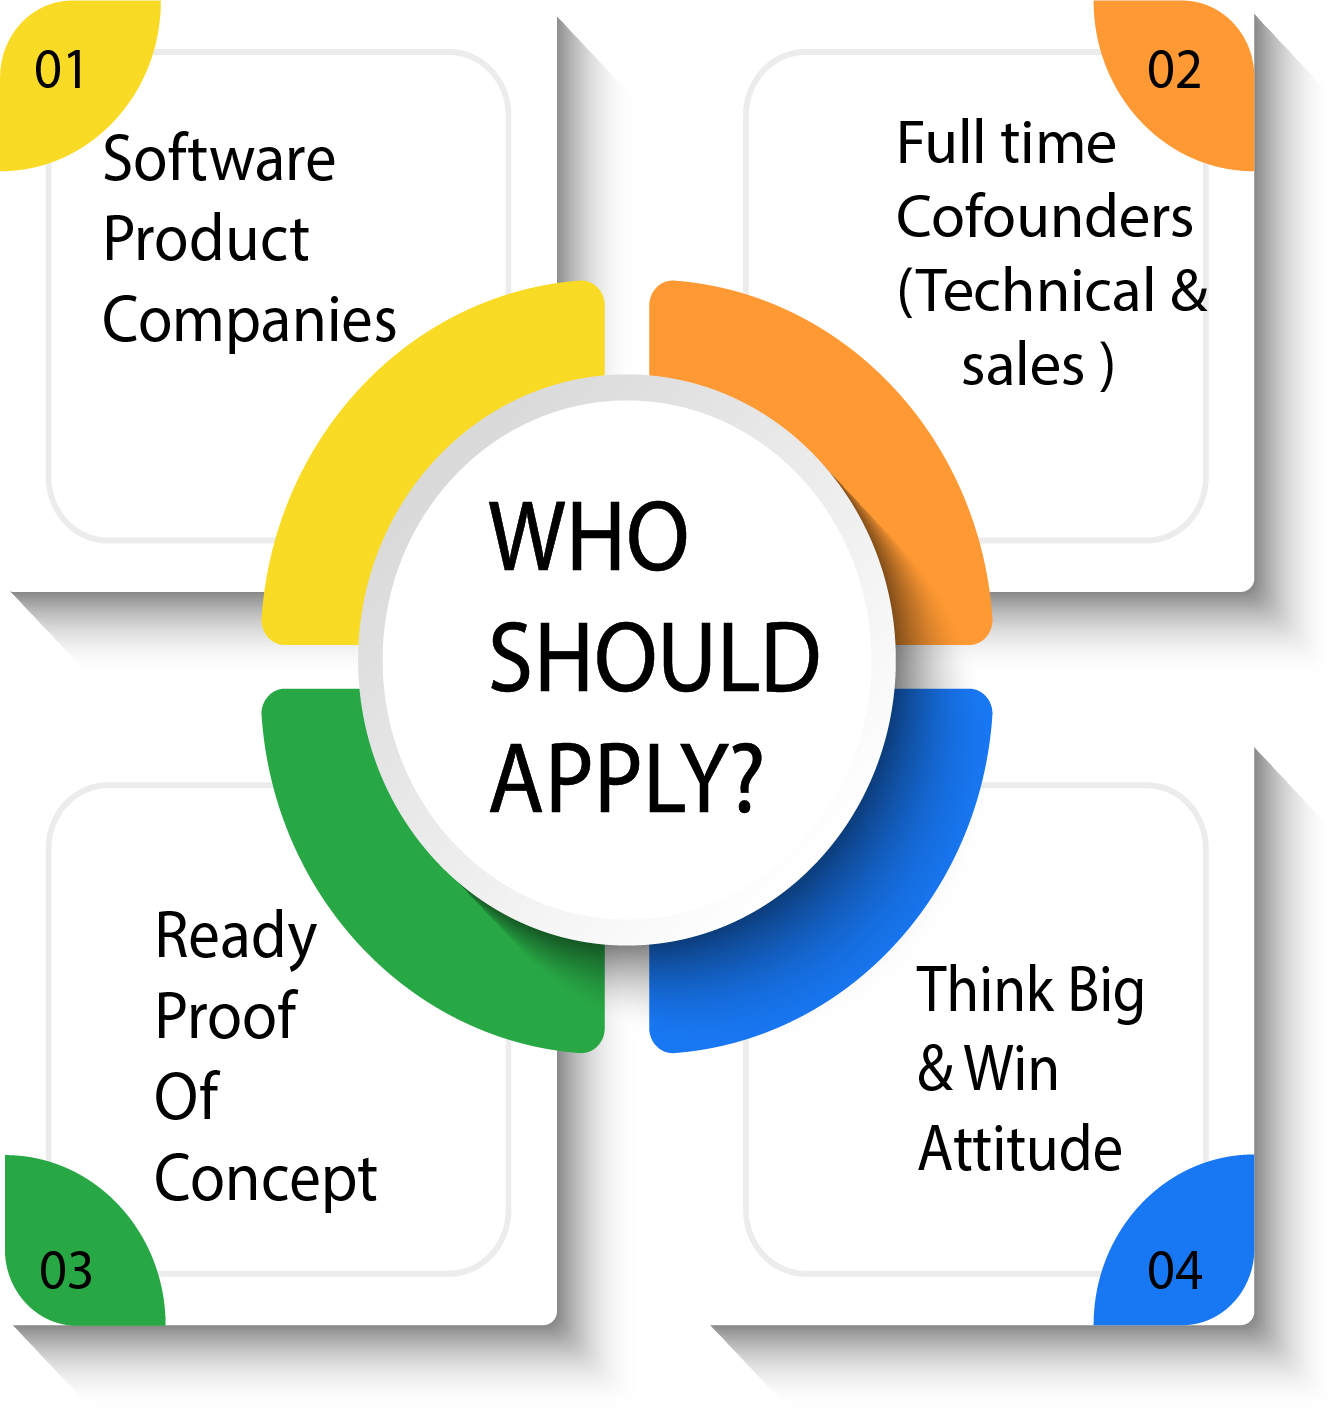 01
Software
Product
Companies
02
Full time
Cofounders
(Technical &
sales )
WHO
SHOULD
APPLY?
Ready
Proof
Of
Concept
03
Think Big
& Win
Attitude
04